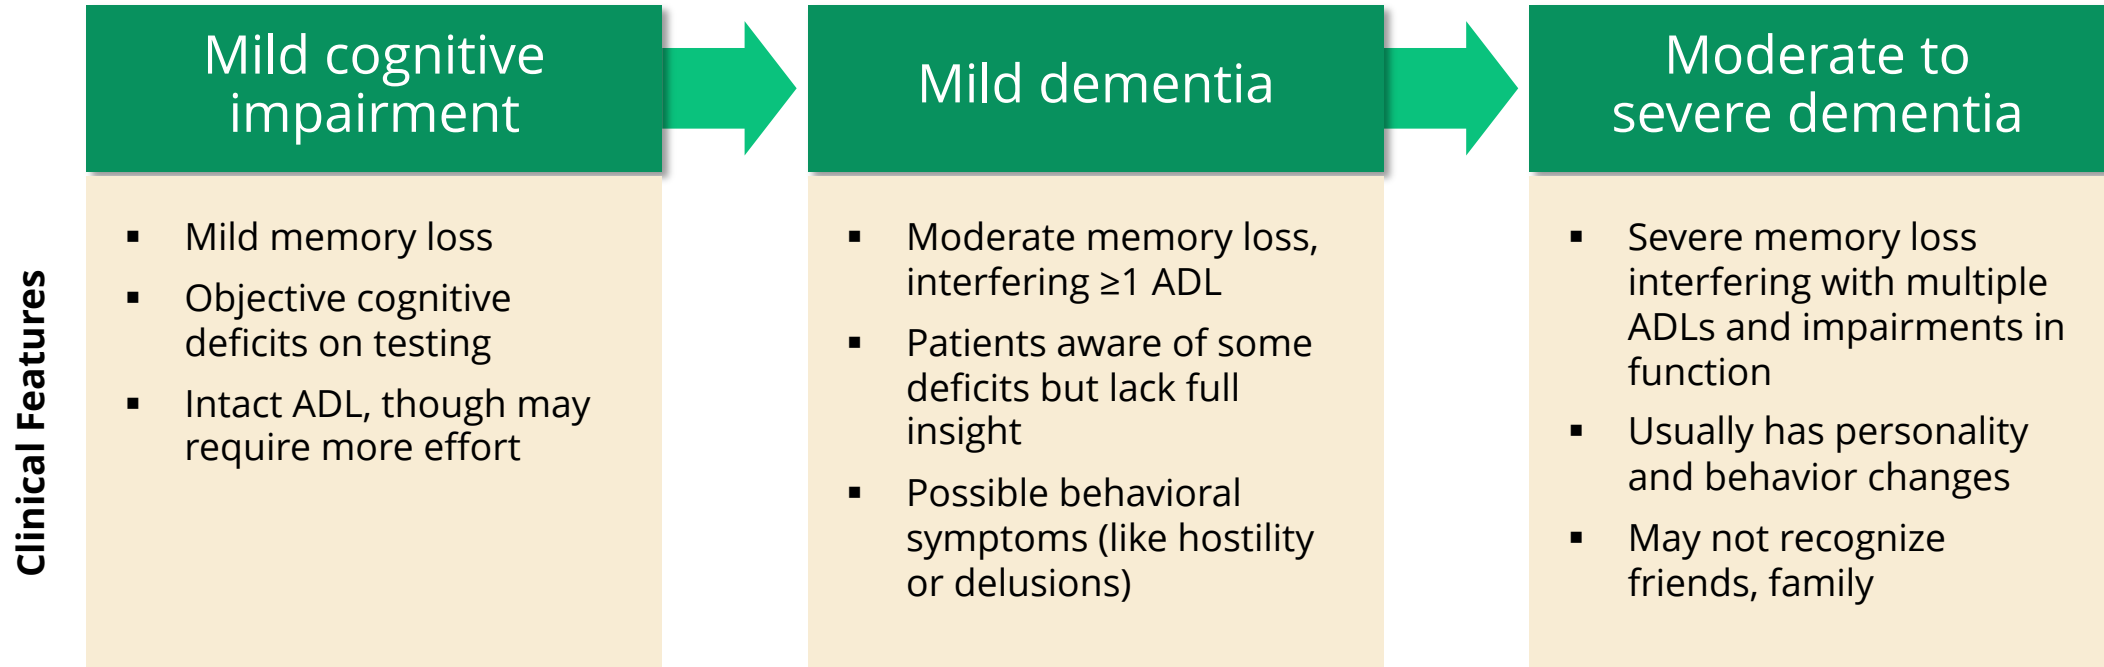 Mild cognitive
impairment
Mild dementia
Moderate to
severe dementia
Clinical Features
▪ Mild memory loss
▪ Objective cognitive
deficits on testing
▪ Intact ADL, though may
require more effort
▪ Moderate memory loss,
interfering ≥1 ADL
▪ Patients aware of some
deficits but lack full
insight
▪ Possible behavioral
symptoms (like hostility
or delusions)
▪ Severe memory loss
interfering with multiple
ADLs and impairments in
function
▪ Usually has personality
and behavior changes
▪ May not recognize
friends, family